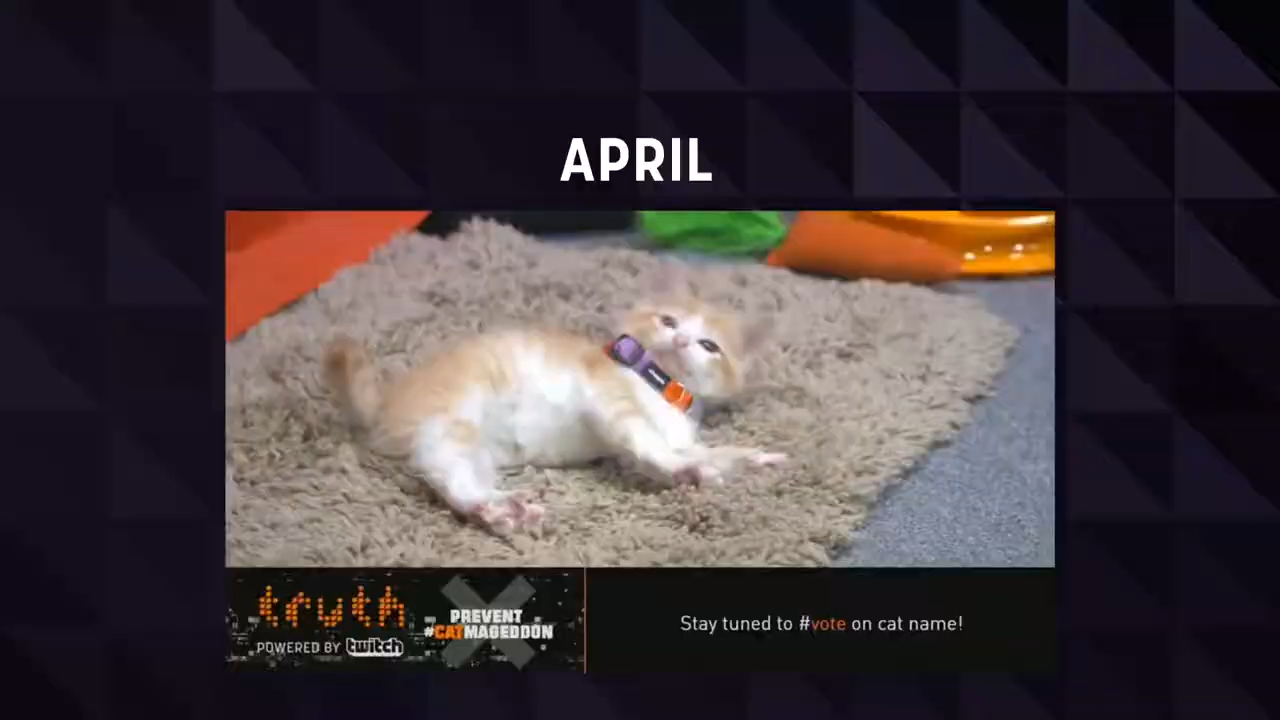 APRIL
truth
POWERED BY twitch
PREVENT
#CATMAGEDDON
Stay tuned to #vote on cat name!